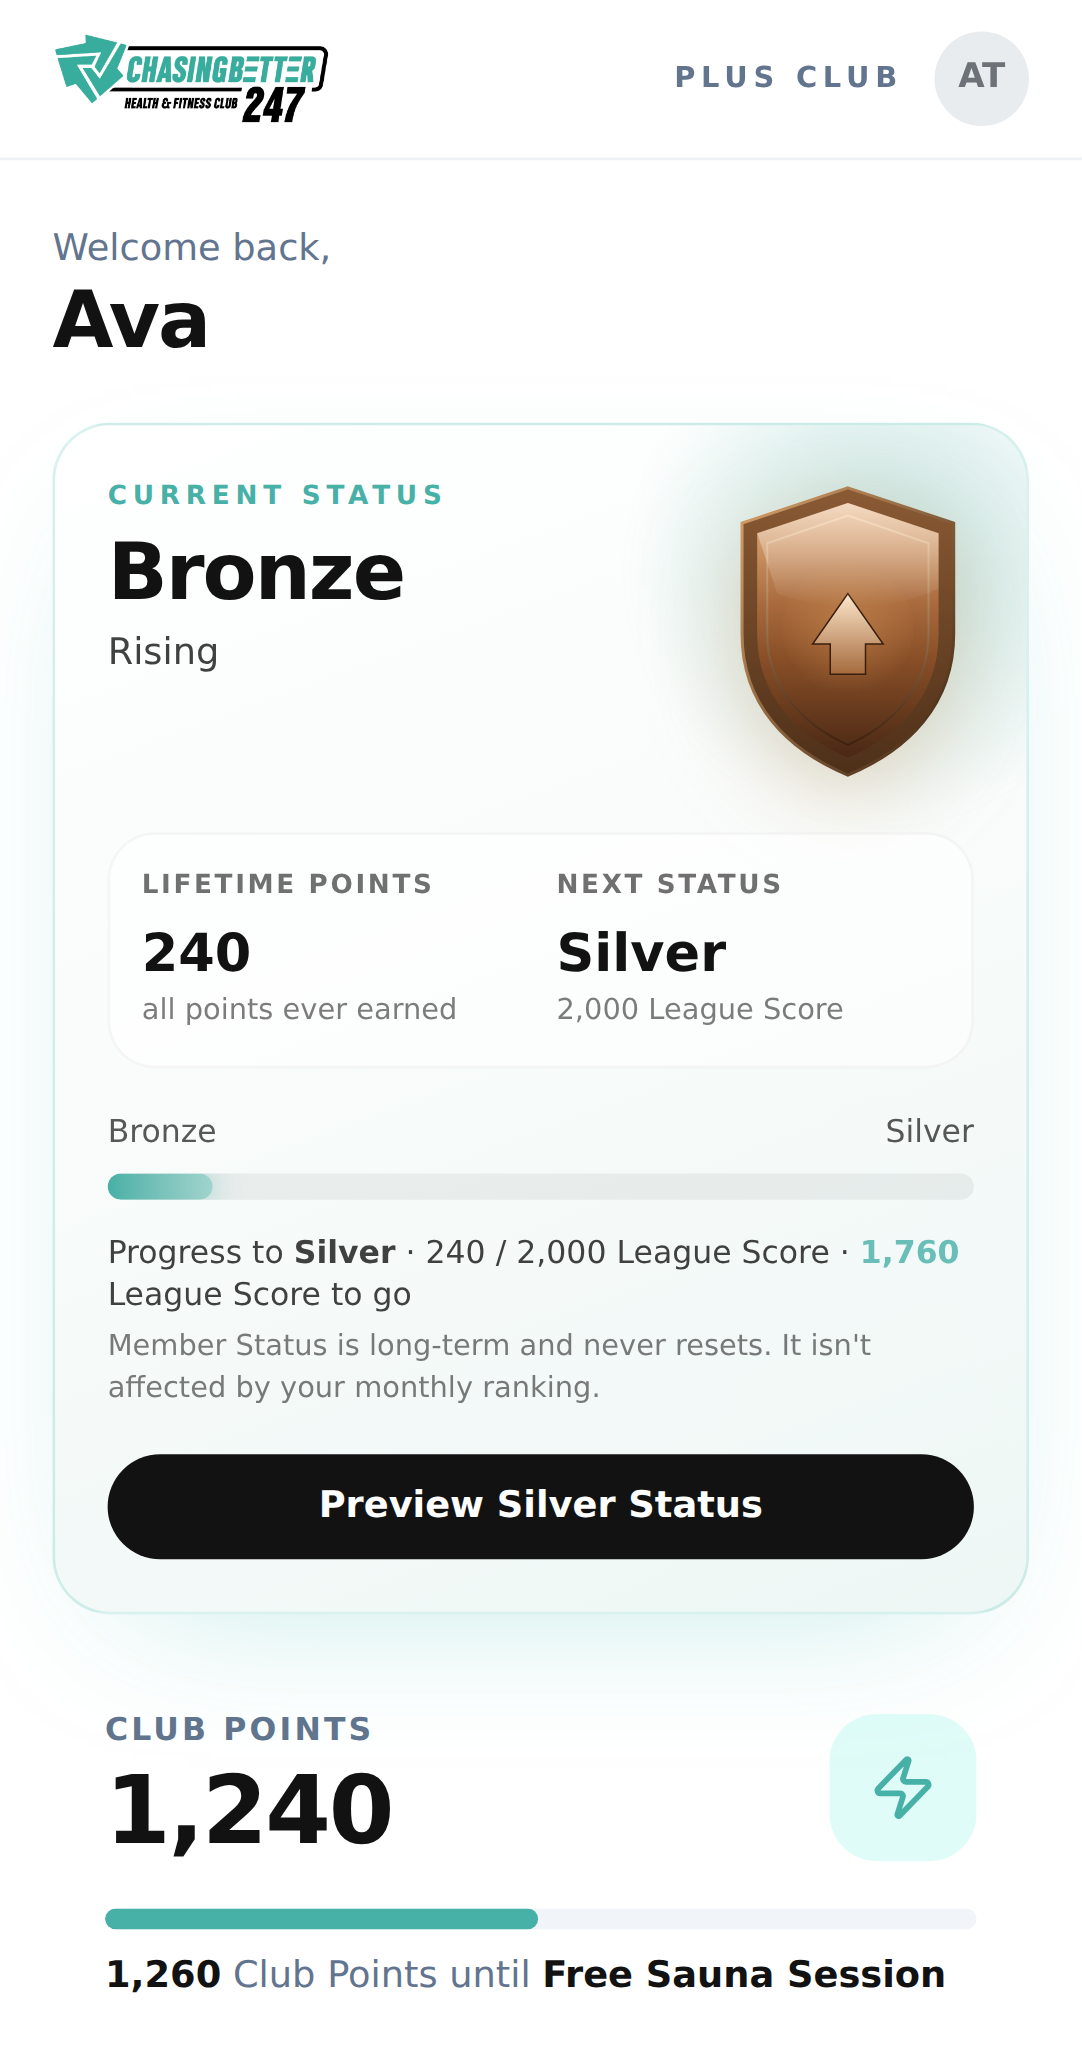 CHASINGBETTER
HEALTH & FITNESS CLUB 247
PLUS CLUB
AT
Welcome back,
Ava
CURRENT STATUS
Bronze
Rising
LIFETIME POINTS
NEXT STATUS
240
Silver
all points ever earned
2,000 League Score
Bronze
Silver
Progress to Silver · 240 / 2,000 League Score · 1,760
League Score to go
Member Status is long-term and never resets. It isn't
affected by your monthly ranking.
Preview Silver Status
CLUB POINTS
1,240
1,260 Club Points until Free Sauna Session